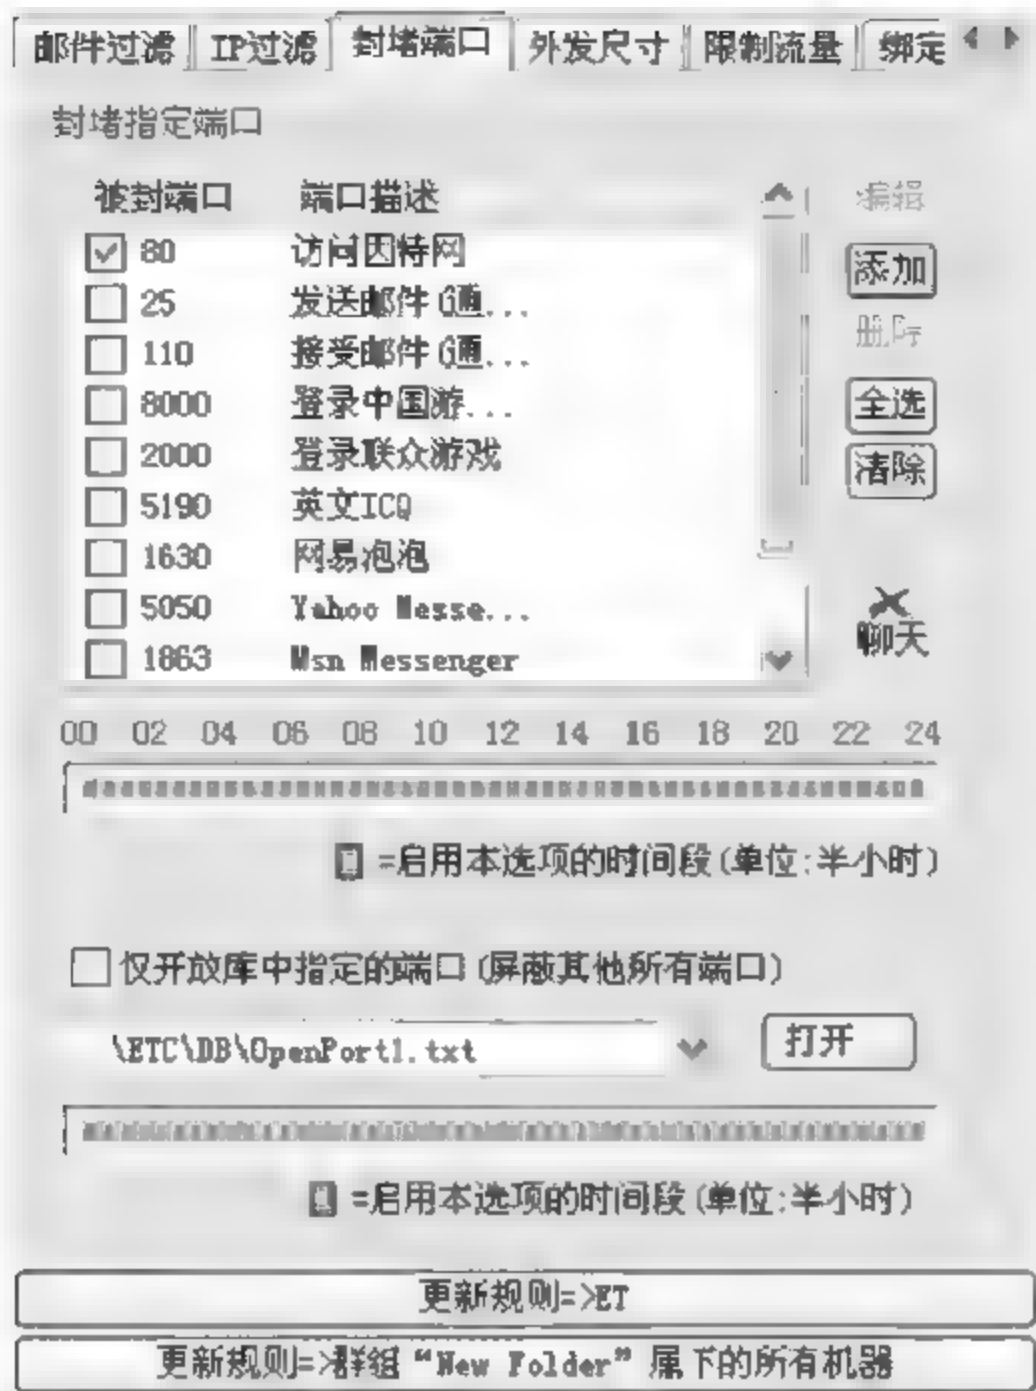 邮件过滤 IP过滤 封堵端口 外发尺寸 限制流量 绑定
封堵指定端口
被封端口 端口描述 编辑
80 访问因特网 添加
25 发送邮件(普通...
110 接受邮件(普通...
删除
8000 登录中国游... 全选
2000 登录联众游戏 清除
5190 英文ICQ
1630 网易泡泡
5050 Yahoo Messe...
1863 Msn Messenger 聊天
00 02 04 06 08 10 12 14 16 18 20 22 24
=启用本选项的时间段(单位:半小时)
仅开放库中指定的端口(屏蔽其他所有端口)
\ETC\DB\OpenPort1.txt 打开
=启用本选项的时间段(单位:半小时)
更新规则=>ET
更新规则=>群组“New Folder”属下的所有机器